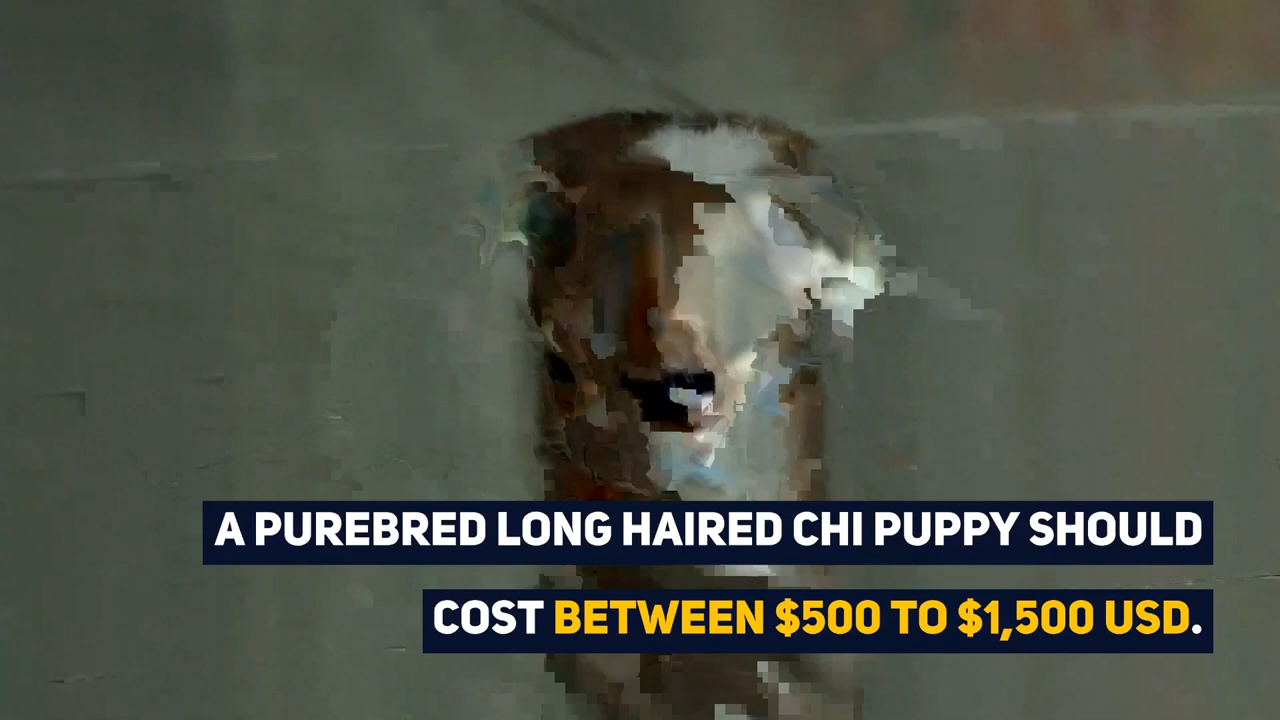 A PUREBRED LONG HAIRED CHI PUPPY SHOULD
COST BETWEEN $500 TO $1,500 USD.